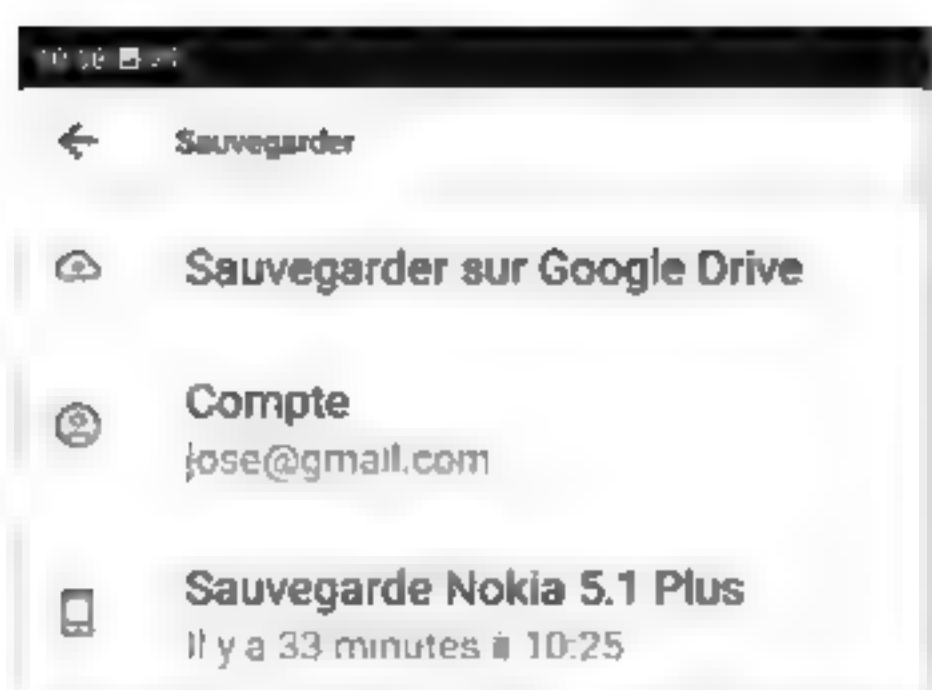 Sauvegarder
Sauvegarder sur Google Drive
Compte
jose@gmail.com
Sauvegarde Nokia 5.1 Plus
Il y a 33 minutes à 10:25